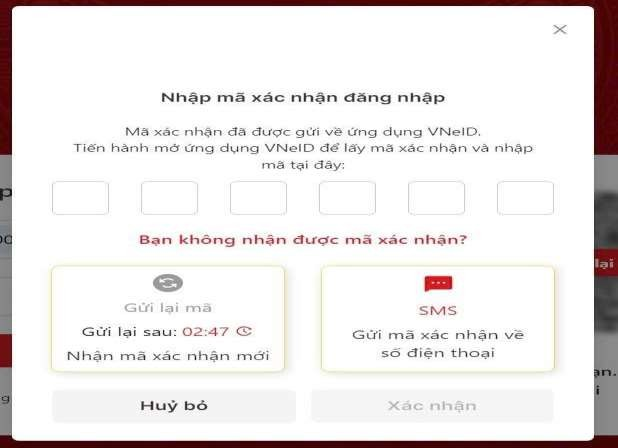 Nhập mã xác nhận đăng nhập
Mã xác nhận đã được gửi về ứng dụng VNeID.
Tiến hành mở ứng dụng VNeID để lấy mã xác nhận và nhập
mã tại đây:
Bạn không nhận được mã xác nhận?
Gửi lại mã
Gửi lại sau: 02:47
Nhận mã xác nhận mới
SMS
Gửi mã xác nhận về
số điện thoại
Huỷ bỏ
Xác nhận
lại